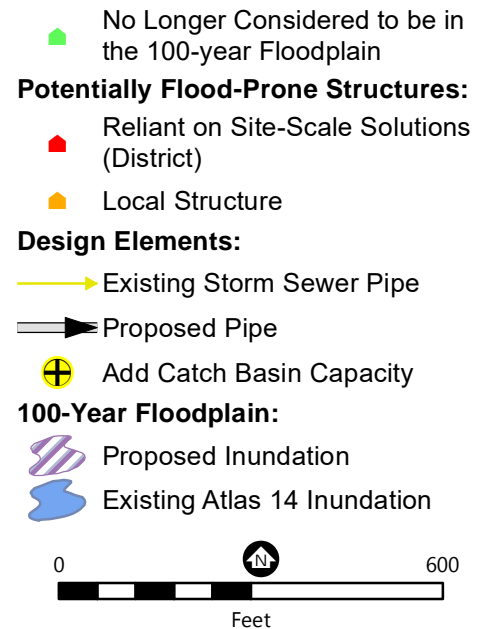 No Longer Considered to be in
the 100-year Floodplain
Potentially Flood-Prone Structures:
Reliant on Site-Scale Solutions
(District)
Local Structure
Design Elements:
Existing Storm Sewer Pipe
Proposed Pipe
Add Catch Basin Capacity
100-Year Floodplain:
Proposed Inundation
Existing Atlas 14 Inundation
0 N 600
Feet